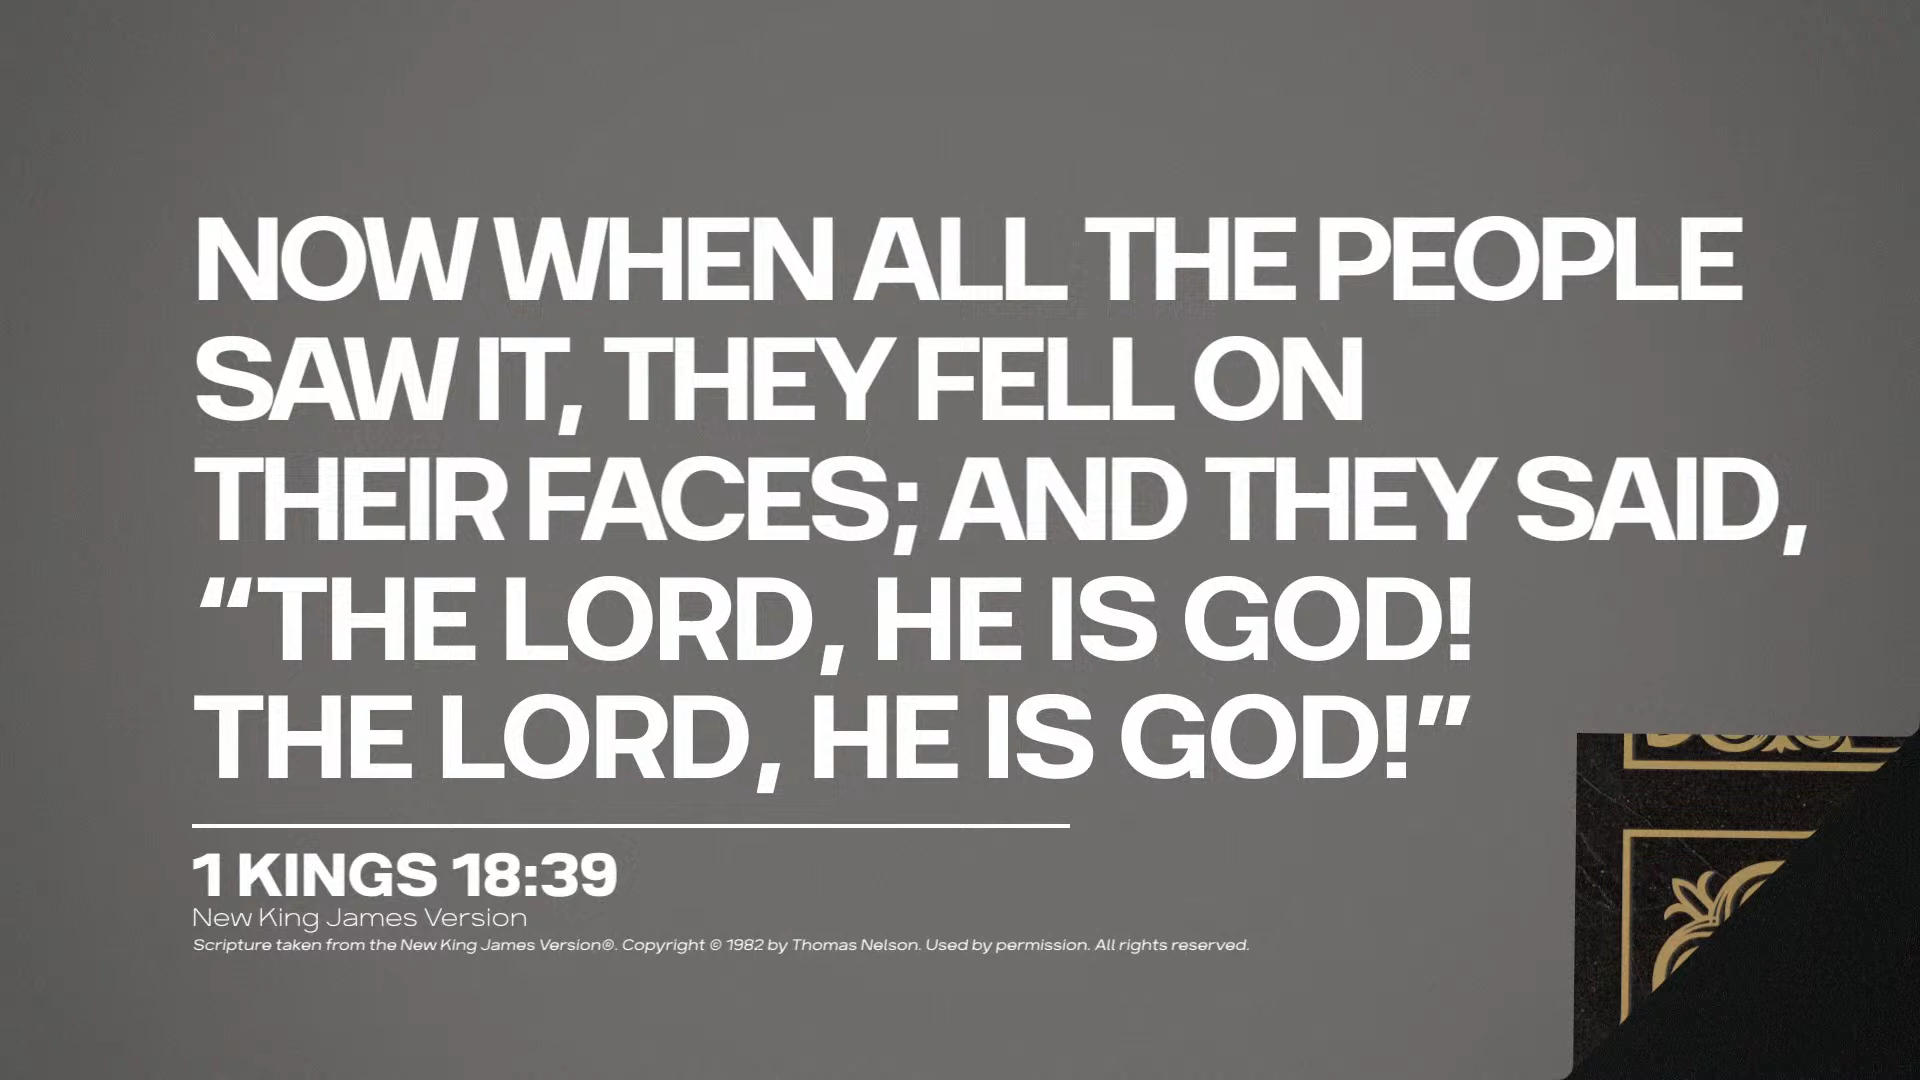 NOW WHEN ALL THE PEOPLE
SAW IT, THEY FELL ON
THEIR FACES; AND THEY SAID,
“THE LORD, HE IS GOD!
THE LORD, HE IS GOD!”
1 KINGS 18:39
New King James Version
Scripture taken from the New King James Version®. Copyright © 1982 by Thomas Nelson. Used by permission. All rights reserved.